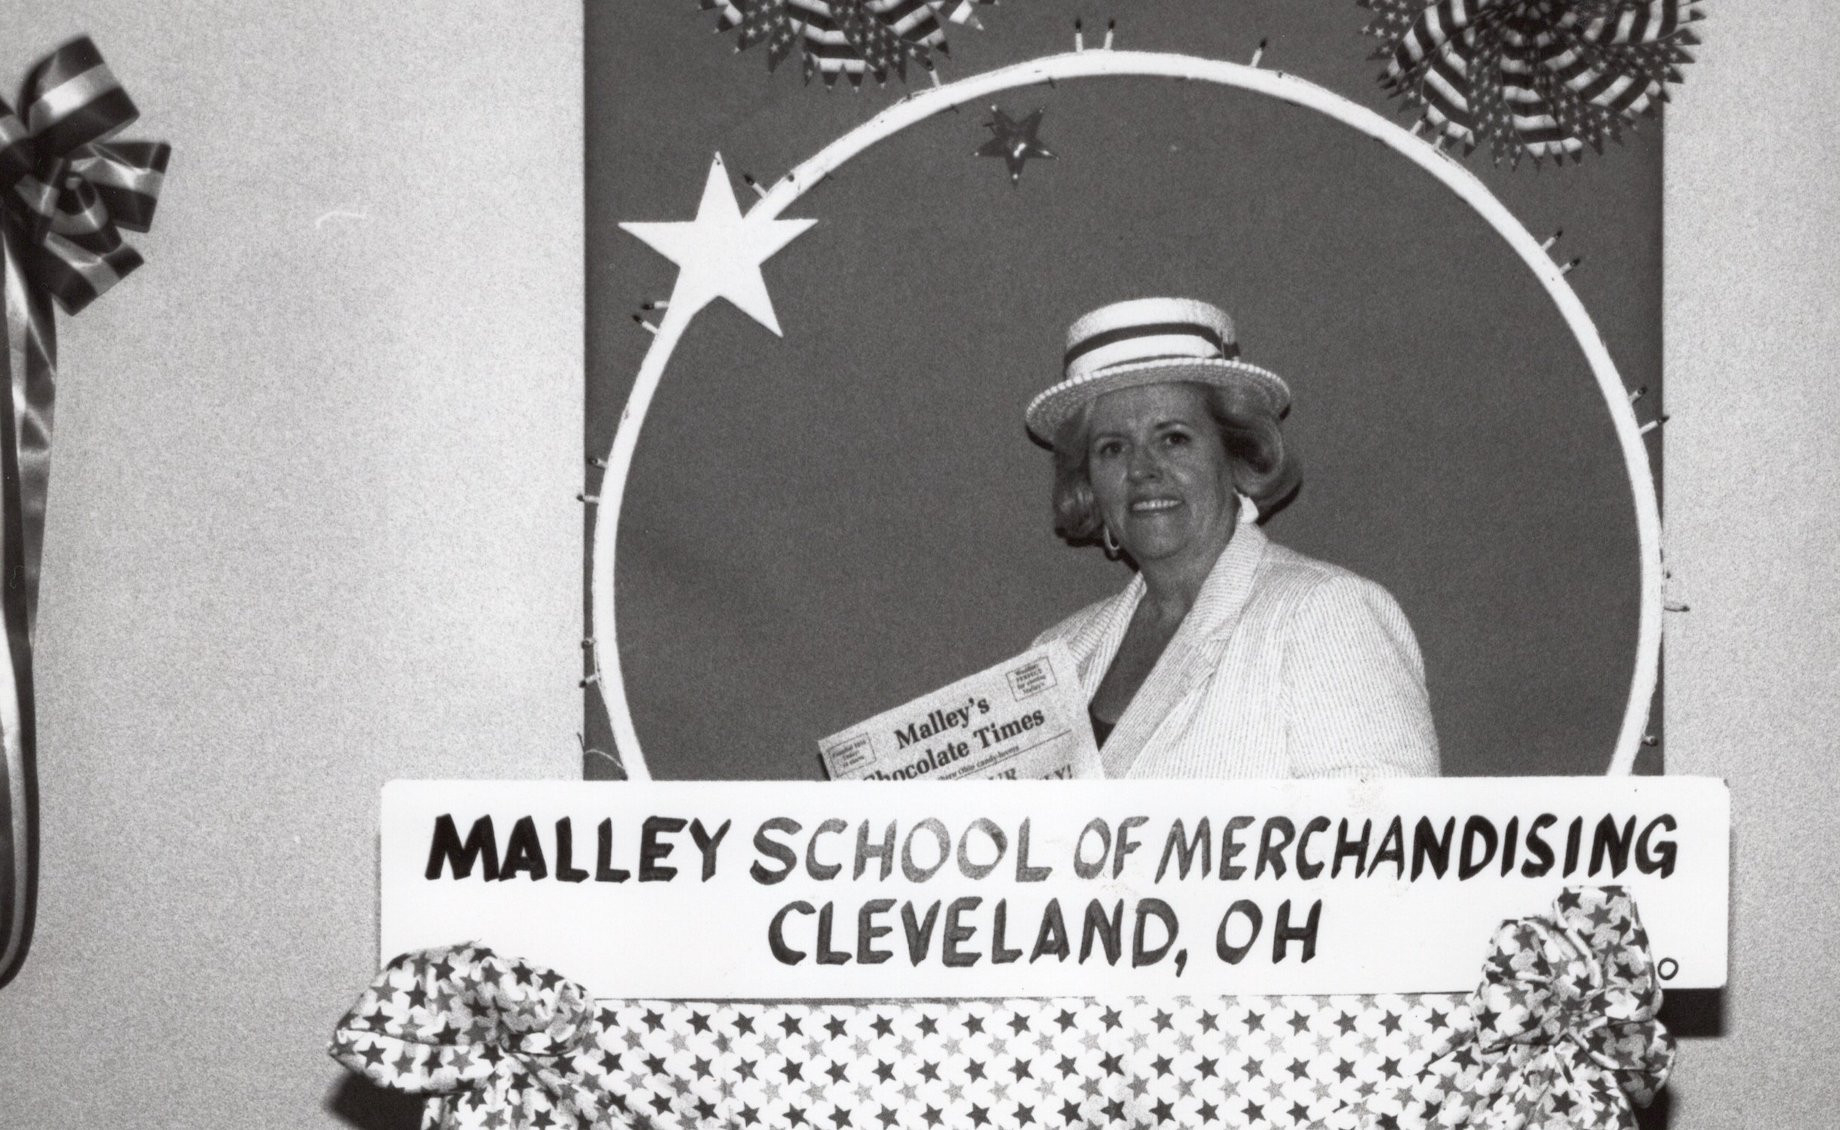 Malley's
Chocolate Times
MALLEY SCHOOL OF MERCHANDISING
CLEVELAND, OH